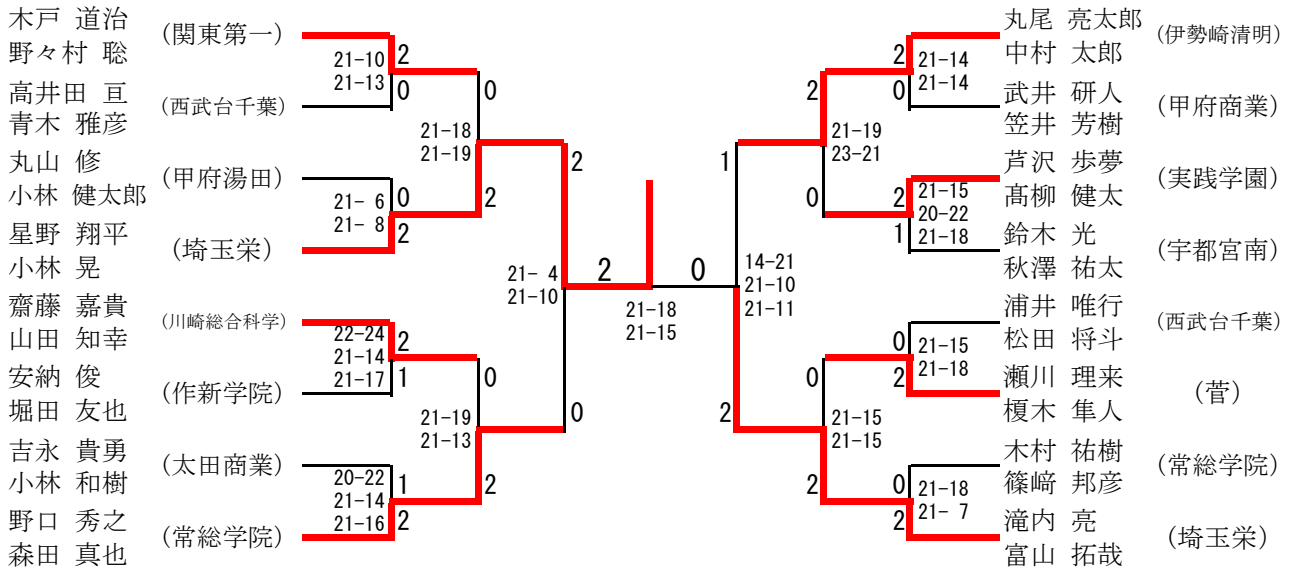 木戸 道治
野々村 聡
(関東第一)
高井田 亘
青木 雅彦
(西武台千葉)
丸山 修
小林 健太郎
(甲府湯田)
星野 翔平
小林 晃
(埼玉栄)
齋藤 嘉貴
山田 知幸
(川崎総合科学)
安納 俊
堀田 友也
(作新学院)
吉永 貴勇
小林 和樹
(太田商業)
野口 秀之
森田 真也
(常総学院)
21-10
21-13
2
0
21- 6
21- 8
0
2
22-24
21-14
21-17
2
1
20-22
21-14
21-16
1
2
21-18
21-19
0
2
21-19
21-13
0
2
21- 4
21-10
2
0
2
0
21-18
21-15
14-21
21-10
21-11
1
2
21-19
23-21
2
0
21-15
21-15
0
2
2
0
21-14
21-14
2
1
21-15
20-22
21-18
0
2
21-15
21-18
0
2
21-18
21- 7
丸尾 亮太郎
中村 太郎
(伊勢崎清明)
武井 研人
笠井 芳樹
(甲府商業)
芦沢 歩夢
髙柳 健太
(実践学園)
鈴木 光
秋澤 祐太
(宇都宮南)
浦井 唯行
松田 将斗
(西武台千葉)
瀬川 理来
榎木 隼人
(菅)
木村 祐樹
篠﨑 邦彦
(常総学院)
滝内 亮
富山 拓哉
(埼玉栄)